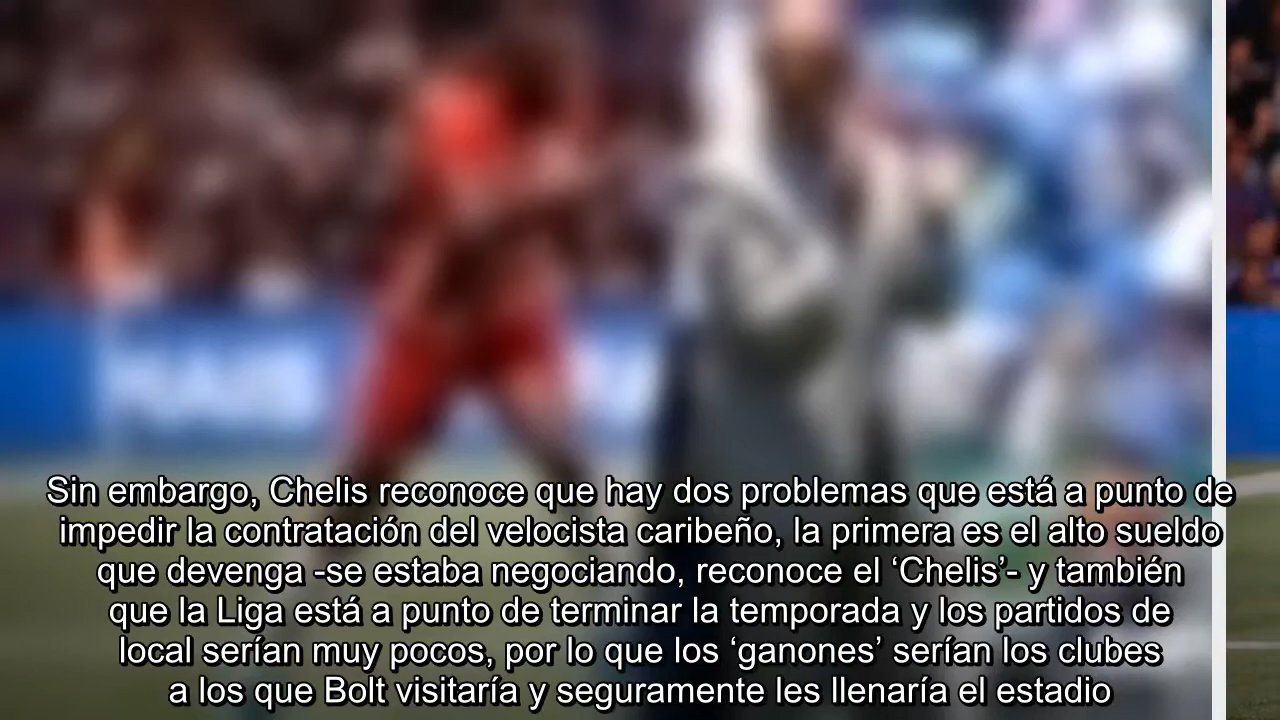 Sin embargo, Chelis reconoce que hay dos problemas que está a punto de
impedir la contratación del velocista caribeño, la primera es el alto sueldo
que devenga -se estaba negociando, reconoce el ‘Chelis’- y también
que la Liga está a punto de terminar la temporada y los partidos de
local serían muy pocos, por lo que los ‘ganones’ serían los clubes
a los que Bolt visitaría y seguramente les llenaría el estadio